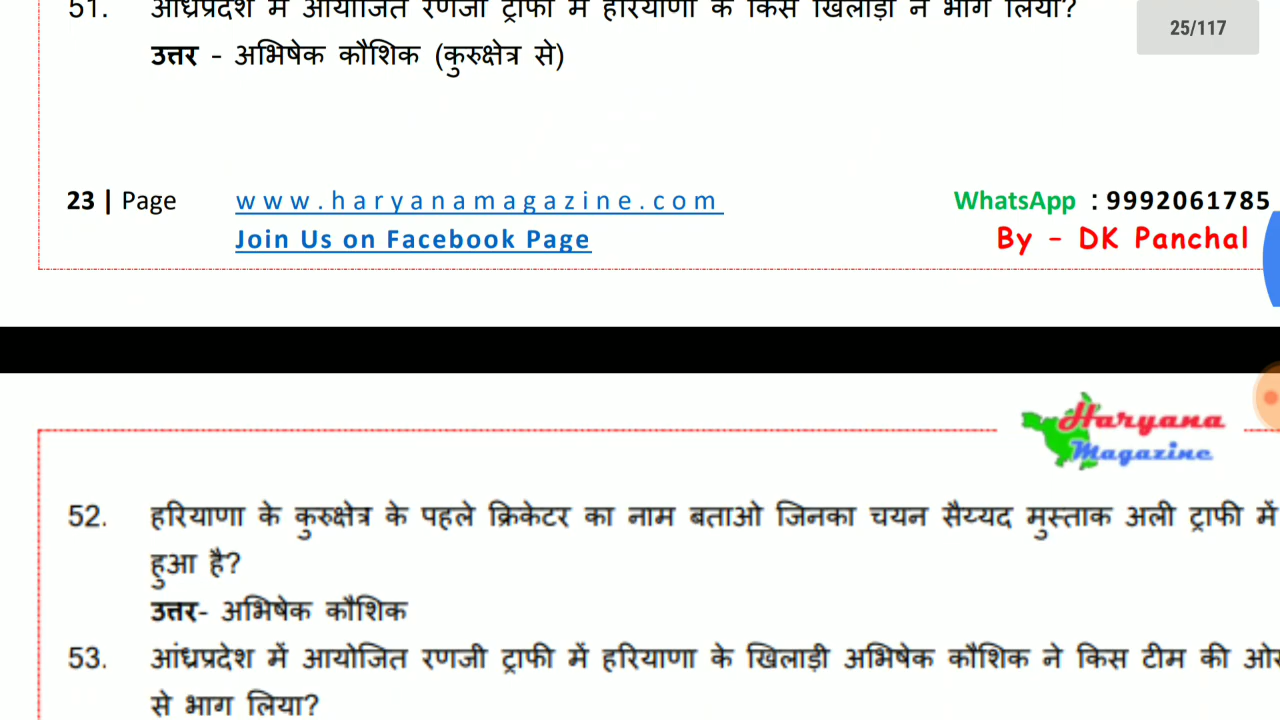 51. आंध्रप्रदेश में आयोजित रणजी ट्राफी में हरियाणा के किस खिलाड़ी ने भाग लिया?
25/117
उत्तर - अभिषेक कौशिक (कुरुक्षेत्र से)
23 | Page www.haryanamagazine.com WhatsApp : 9992061785
Join Us on Facebook Page By - DK Panchal
Haryana
Magazine
52. हरियाणा के कुरुक्षेत्र के पहले क्रिकेटर का नाम बताओ जिनका चयन सैय्यद मुस्ताक अली ट्राफी में
हुआ है?
उत्तर- अभिषेक कौशिक
53. आंध्रप्रदेश में आयोजित रणजी ट्राफी में हरियाणा के खिलाड़ी अभिषेक कौशिक ने किस टीम की ओर
से भाग लिया?